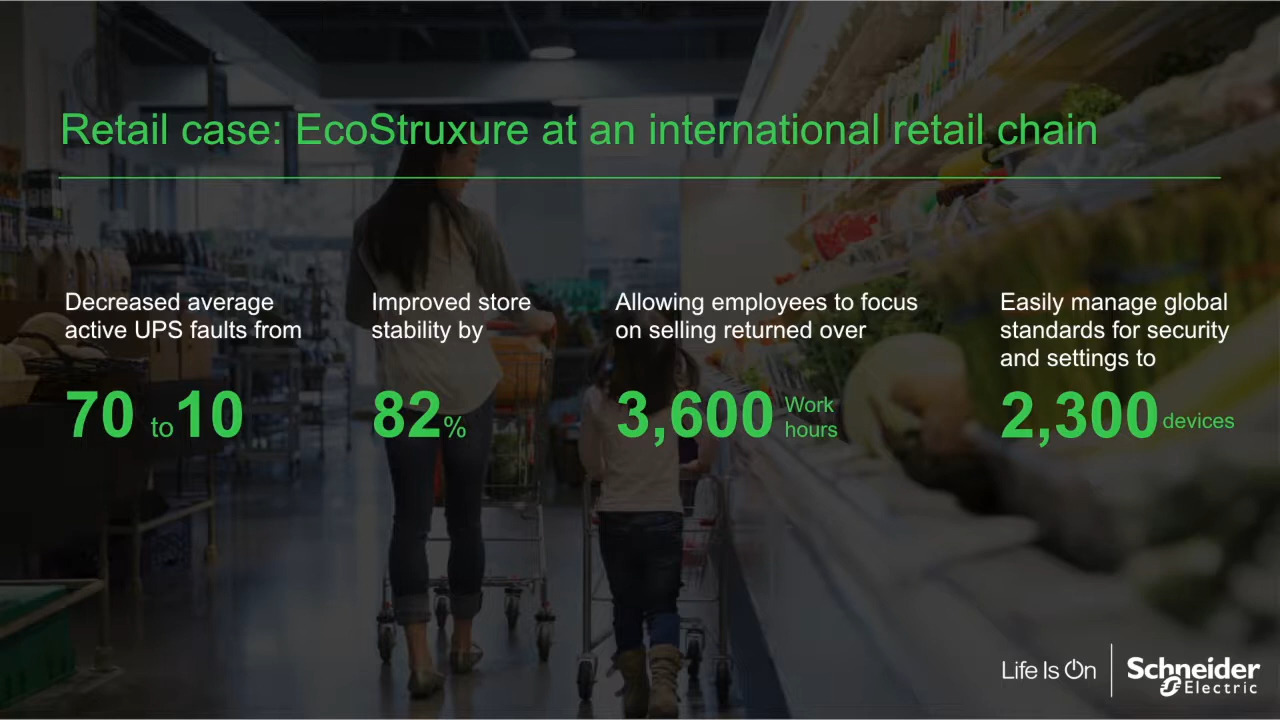 Retail case: EcoStruxure at an international retail chain
Decreased average
active UPS faults from
70 to 10
Improved store
stability by
82%
Allowing employees to focus
on selling returned over
3,600 Work
hours
Easily manage global
standards for security
and settings to
2,300 devices
Life Is On
Schneider
Electric